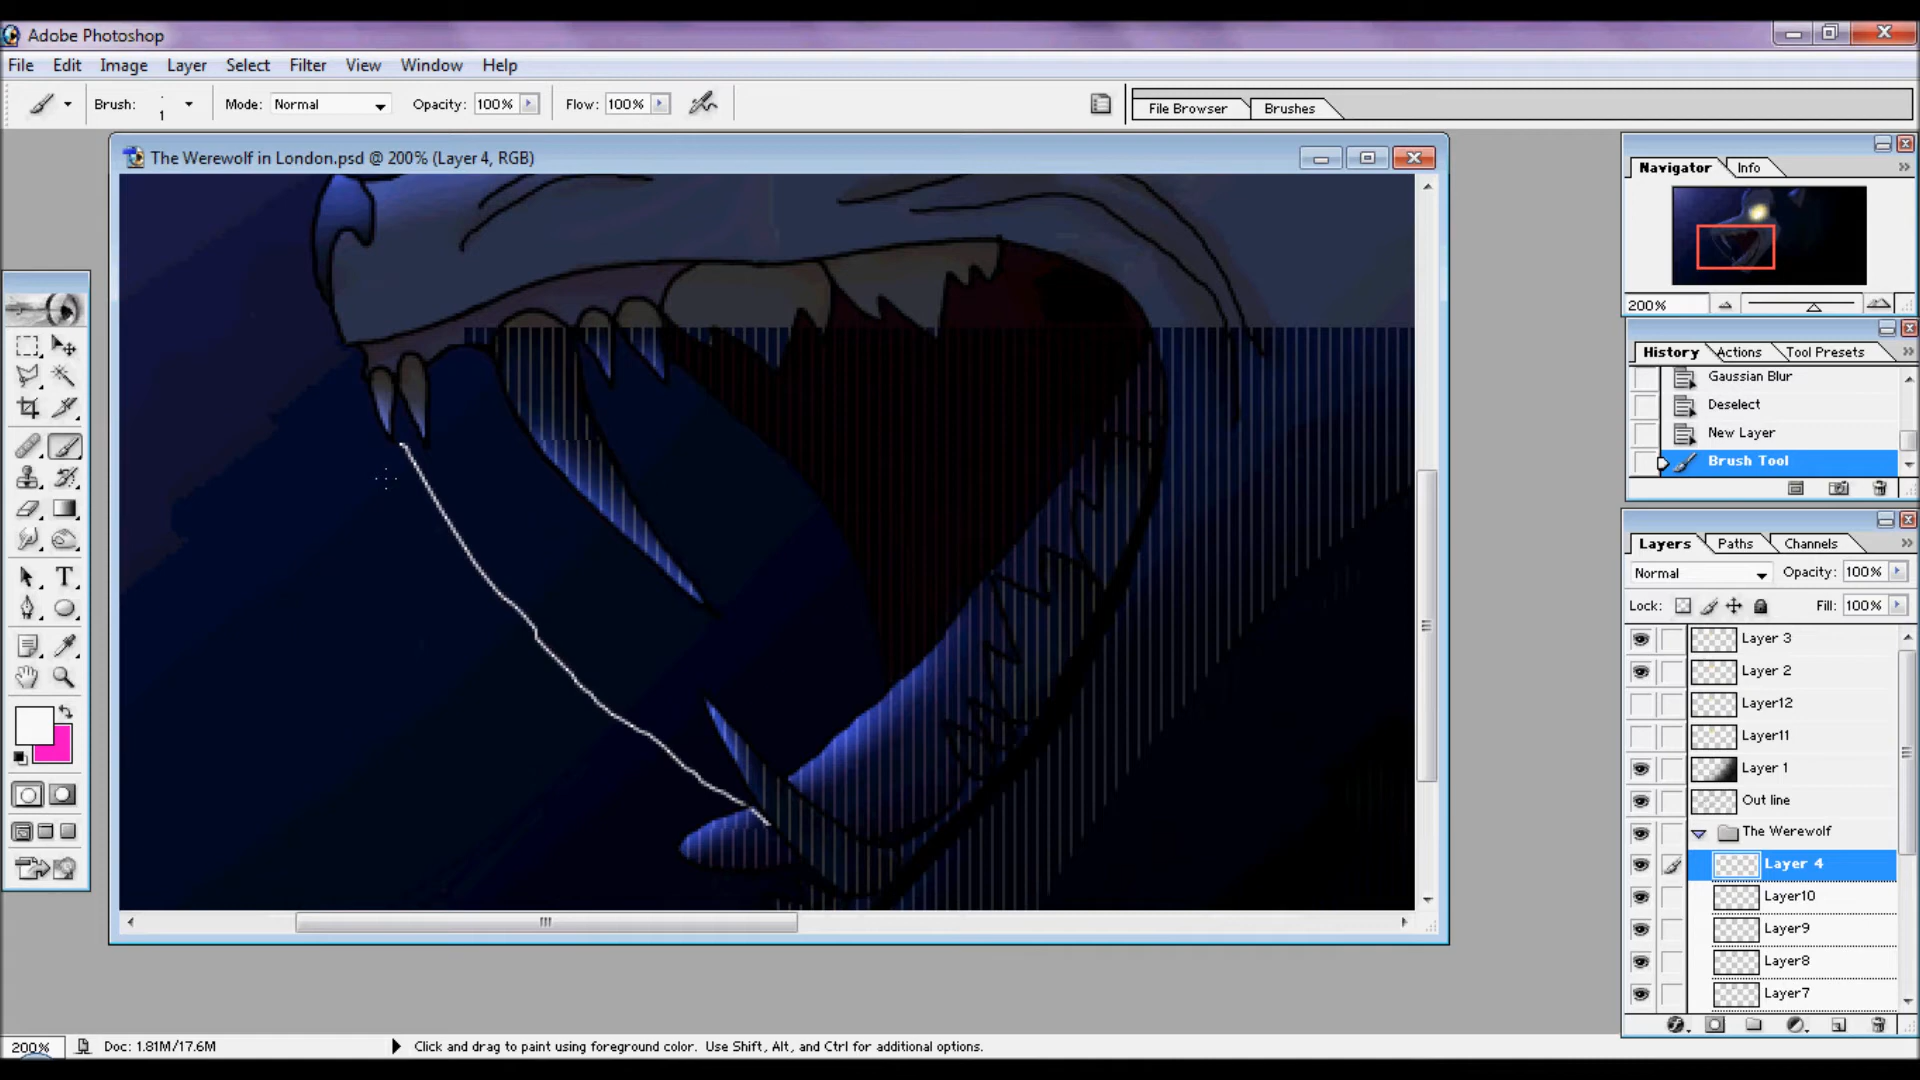 Adobe Photoshop
File Edit Image Layer Select Filter View Window Help
Brush: 1 Mode: Normal Opacity: 100% Flow: 100% File Browser Brushes
The Werewolf in London.psd @ 200% (Layer 4, RGB)
Navigator Info
200%
History Actions Tool Presets
Gaussian Blur
Deselect
New Layer
Brush Tool
Layers Paths Channels
Normal Opacity: 100%
Lock: Fill: 100%
Layer 3
Layer 2
Layer12
Layer11
Layer 1
Out line
The Werewolf
Layer 4
Layer10
Layer9
Layer8
Layer7
200% Doc: 1.81M/17.6M Click and drag to paint using foreground color. Use Shift, Alt, and Ctrl for additional options.